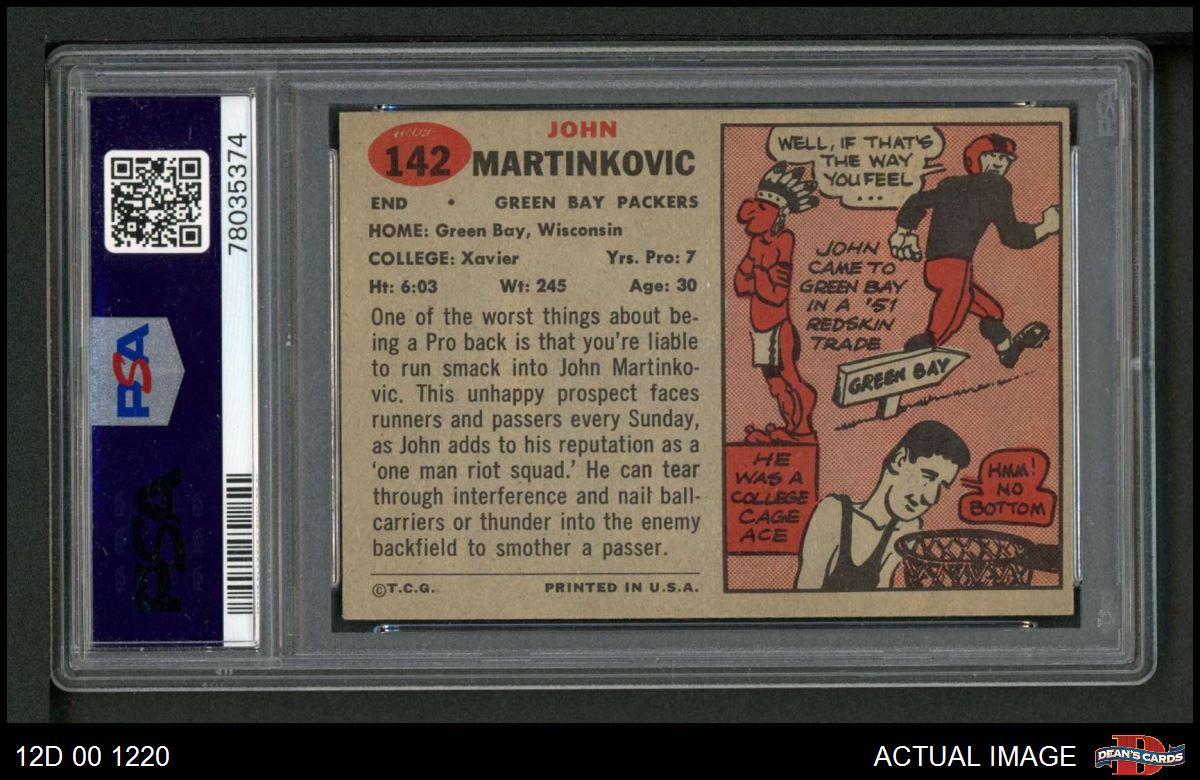 78035374
PSA
PSA
142
JOHN
MARTINKOVIC
END • GREEN BAY PACKERS
HOME: Green Bay, Wisconsin
COLLEGE: Xavier Yrs. Pro: 7
Ht: 6:03 Wt: 245 Age: 30
One of the worst things about be-
ing a Pro back is that you're liable
to run smack into John Martinko-
vic. This unhappy prospect faces
runners and passers every Sunday,
as John adds to his reputation as a
'one man riot squad.' He can tear
through interference and nail ball-
carriers or thunder into the enemy
backfield to smother a passer.
©T.C.G. PRINTED IN U.S.A.
WELL, IF THAT'S
THE WAY
YOU FEEL
...
JOHN
CAME TO
GREEN BAY
IN A '51
REDSKIN
TRADE
GREEN BAY
HE
WAS A
COLLEGE
CAGE
ACE
HMM!
NO
BOTTOM
12D 00 1220
ACTUAL IMAGE
DEAN'S CARDS